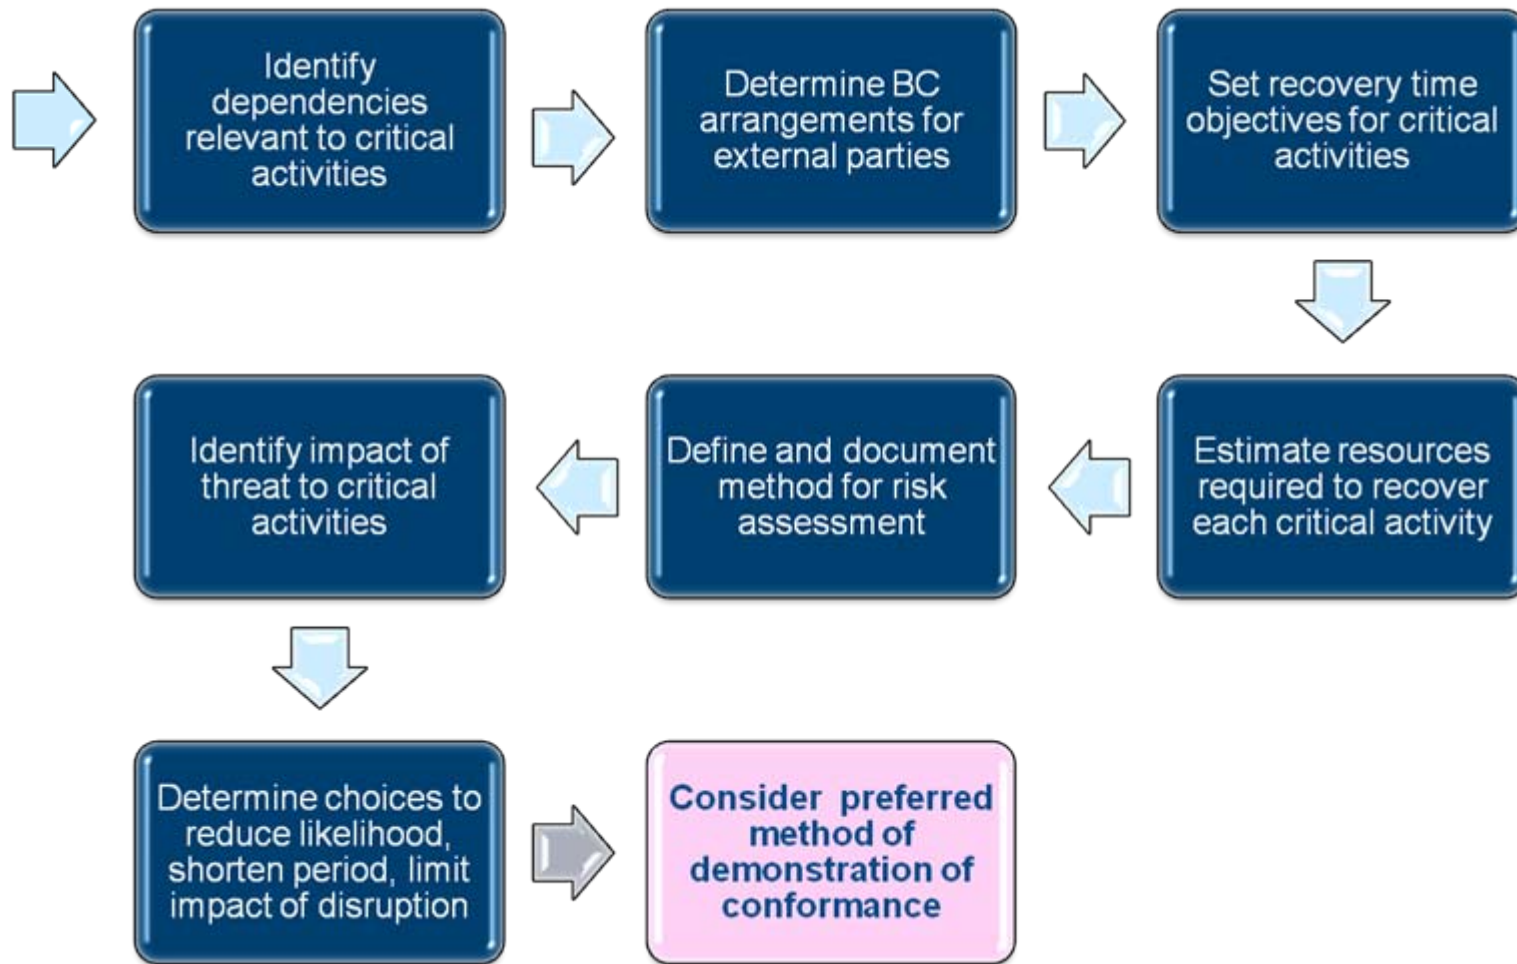 Identify
dependencies
relevant to critical
activities
Determine BC
arrangements for
external parties
Set recovery time
objectives for critical
activities
Estimate resources
required to recover
each critical activity
Define and document
method for risk
assessment
Identify impact of
threat to critical
activities
Determine choices to
reduce likelihood,
shorten period, limit
impact of disruption
Consider preferred
method of
demonstration of
conformance